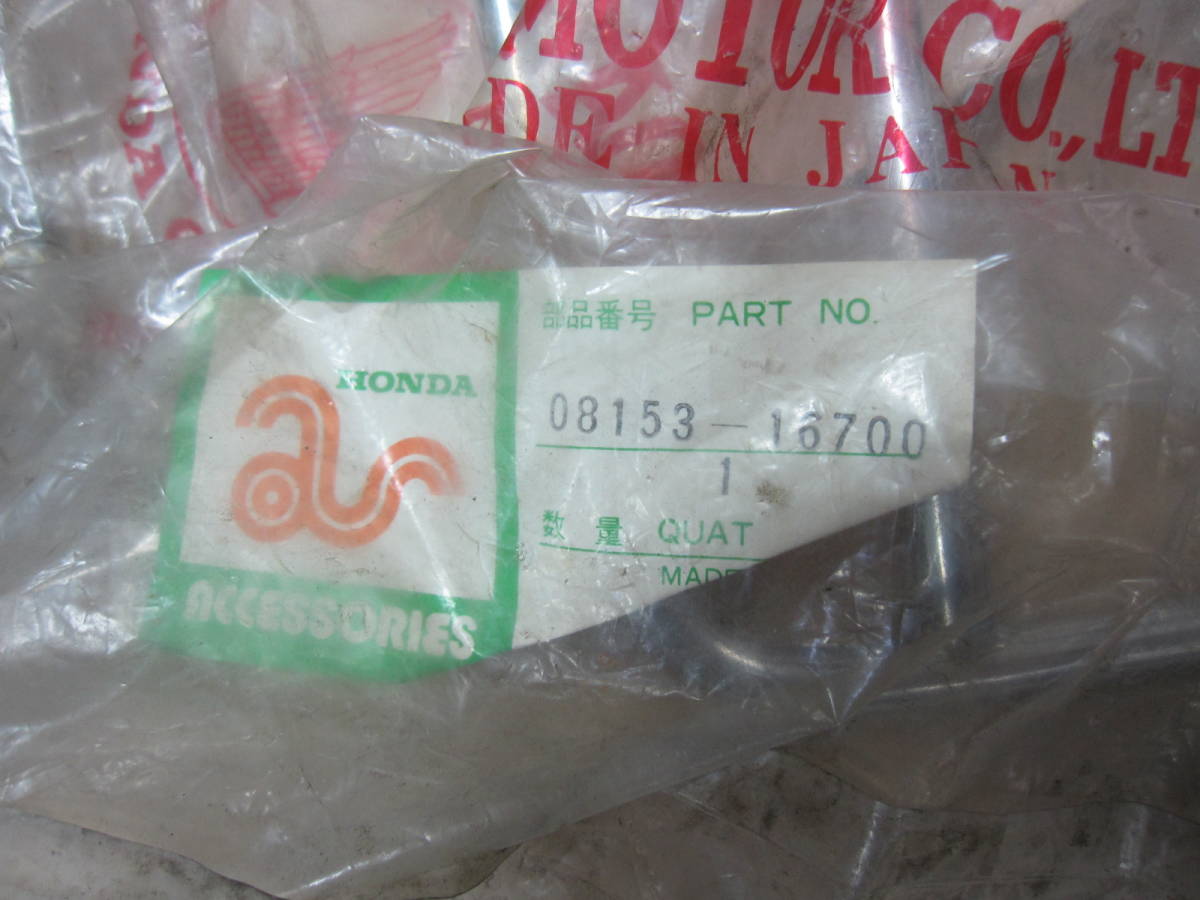 MOTOR CO., LT
DE IN JAPAN
HONDA
ACCESSORIES
部品番号 PART NO.
08153-16700
1
数量 QUAT
MADE